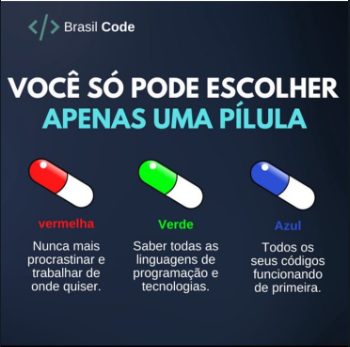 </> Brasil Code
VOCÊ SÓ PODE ESCOLHER
APENAS UMA PÍLULA
vermelha
Nunca mais
procrastinar e
trabalhar de
onde quiser.
Verde
Saber todas as
linguagens de
programação e
tecnologias.
Azul
Todos os
seus códigos
funcionando
de primeira.